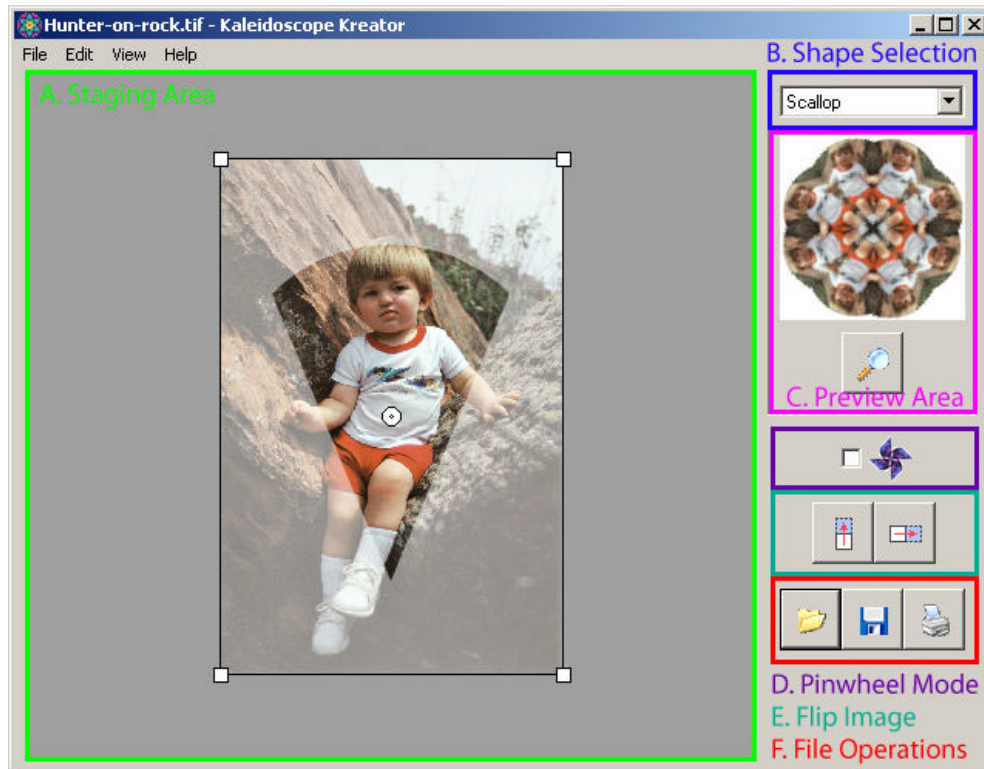 Hunter-on-rock.tif - Kaleidoscope Kreator
File Edit View Help
A. Staging Area
B. Shape Selection
Scallop
C. Preview Area
D. Pinwheel Mode
E. Flip Image
F. File Operations